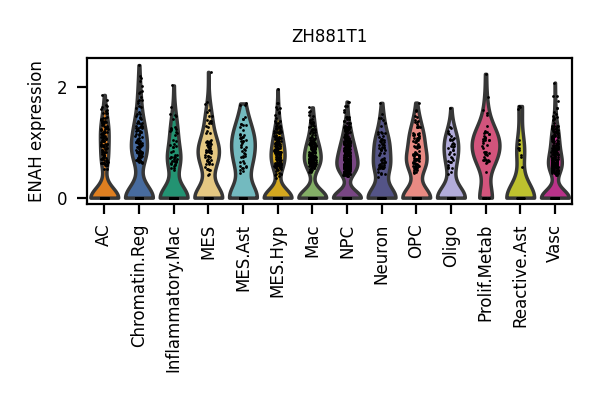 ZH881T1
ENAH expression
2
0
AC
Chromatin.Reg
Inflammatory.Mac
MES
MES.Ast
MES.Hyp
Mac
NPC
Neuron
OPC
Oligo
Prolif.Metab
Reactive.Ast
Vasc